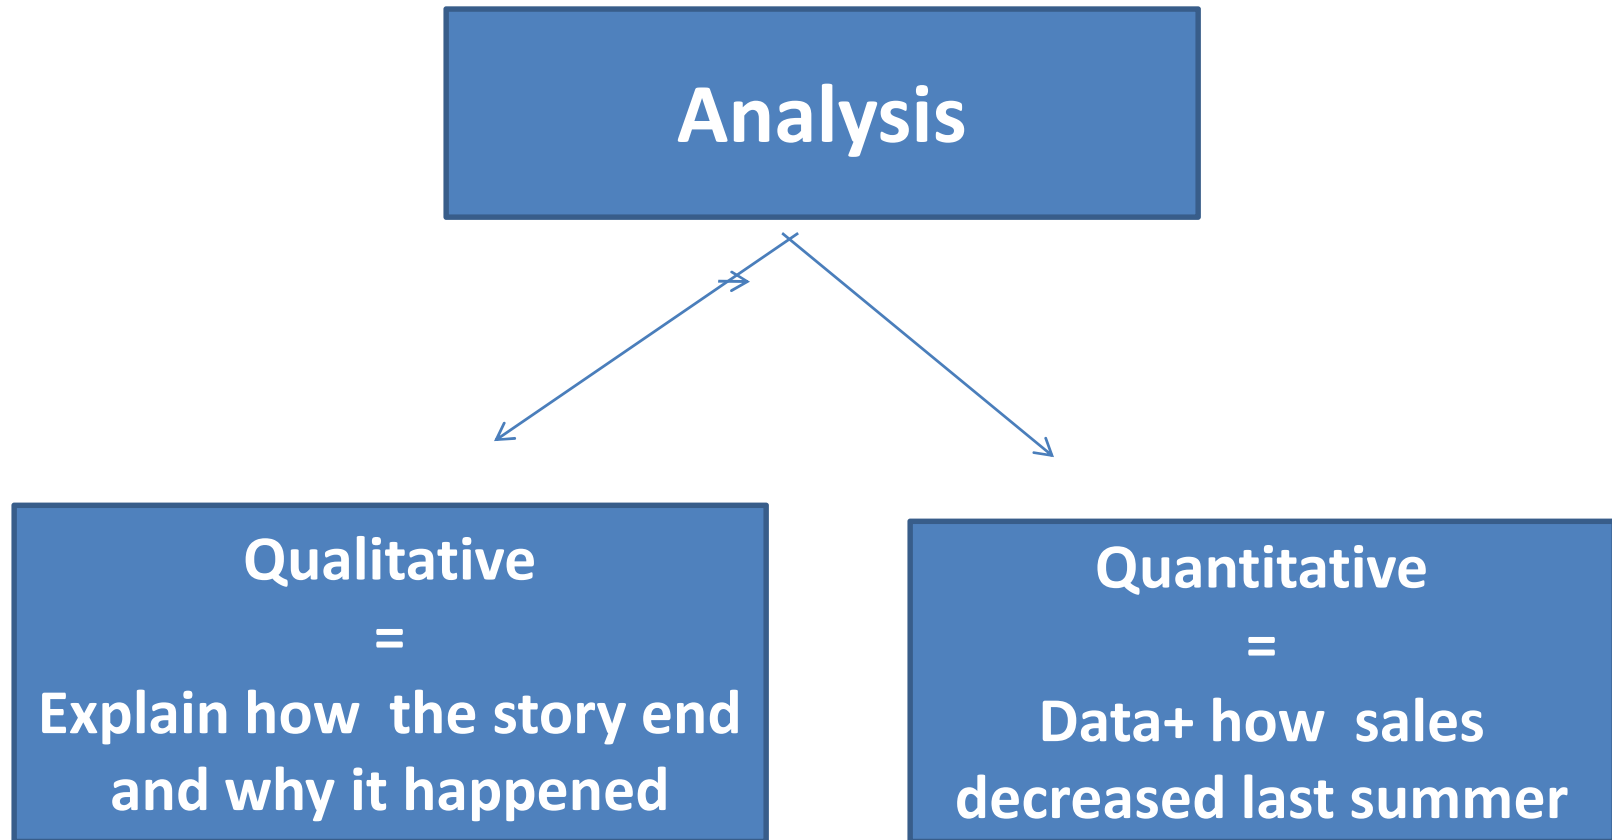 Analysis
Qualitative
=
Explain how  the story end
and why it happened
Quantitative
=
Data+ how  sales
decreased last summer